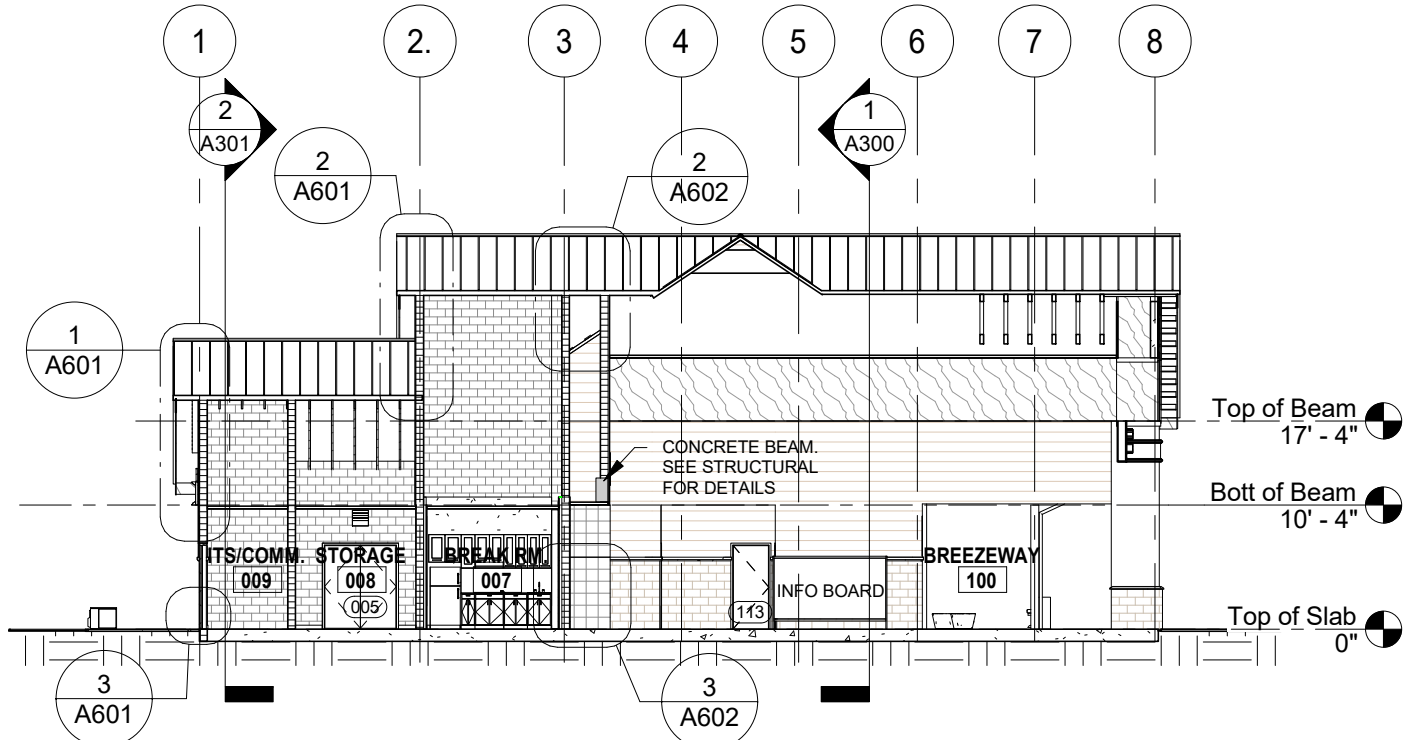 1
2.
3
4
5
6
7
8
2
A301
1
A300
2
A601
2
A602
1
A601
Top of Beam
17' - 4"
CONCRETE BEAM.
SEE STRUCTURAL
FOR DETAILS
Bott of Beam
10' - 4"
ITS/COMM.
009
STORAGE
008
005
BREAK RM.
007
113
INFO BOARD
BREEZEWAY
100
Top of Slab
0"
3
A601
3
A602